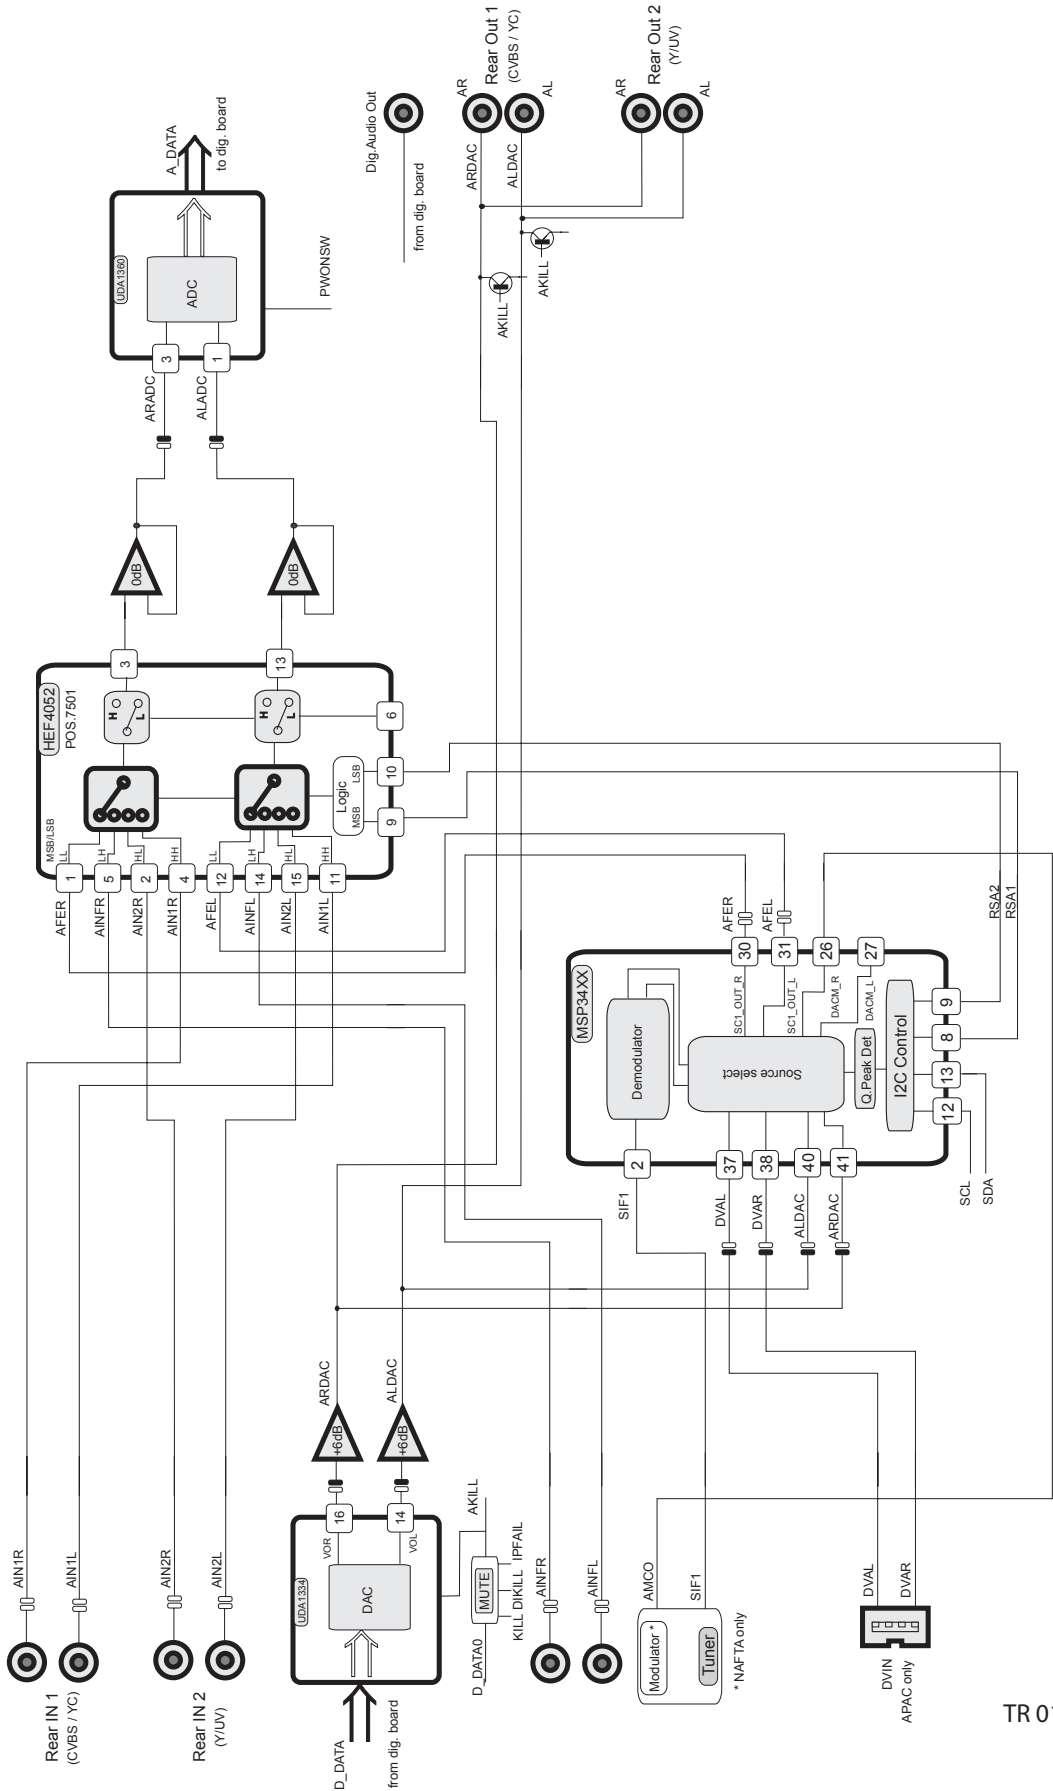 Rear IN 1
(CVBS / YC)
AIN1R
AIN1L
Rear IN 2
(Y/UV)
AIN2R
AIN2L
D_DATA
from dig. board
UDA1334
DAC
VOR
VOL
16
14
+6dB
+6dB
ARDAC
ALDAC
D_DATA0
MUTE
AKILL
KILL
DIKILL
IPFAIL
AINFR
AINFL
Modulator *
Tuner
* NAFTA only
AMCO
SIF1
DVIN
APAC only
DVAL
DVAR
MSB/LSB
AFER
1
LL
AINFR
5
LH
AIN2R
2
HL
AIN1R
4
HH
AFEL
12
LL
AINFL
14
LH
AIN2L
15
HL
AIN1L
11
HH
HEF4052
POS.7501
H
L
H
L
Logic
MSB
LSB
9
10
6
3
13
0dB
0dB
ARADC
ALADC
3
1
UDA1360
ADC
A_DATA
to dig. board
PWONSW
Dig.Audio Out
from dig. board
AR
Rear Out 1
(CVBS / YC)
AL
ARDAC
ALDAC
AKILL
AKILL
AR
Rear Out 2
(Y/UV)
AL
MSP34XX
SIF1
2
Demodulator
DVAL
37
DVAR
38
ALDAC
40
ARDAC
41
Source select
SC1_OUT_R
30
AFER
SC1_OUT_L
31
AFEL
DACM_R
26
DACM_L
27
Q.Peak Det
I2C Control
12
13
8
9
SCL
SDA
RSA2
RSA1
TR 01